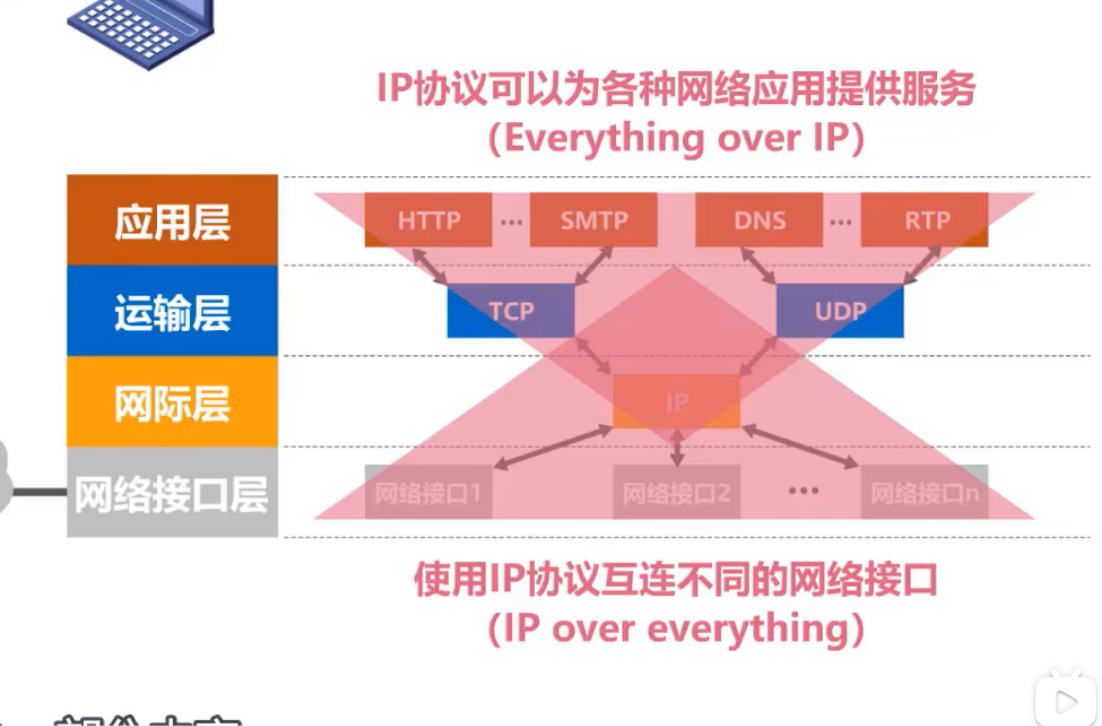 IP协议可以为各种网络应用提供服务
（Everything over IP）
应用层
HTTP ··· SMTP DNS ··· RTP
运输层
TCP UDP
网际层
IP
网络接口层
网络接口1 网络接口2 ··· 网络接口n
使用IP协议互连不同的网络接口
（IP over everything）